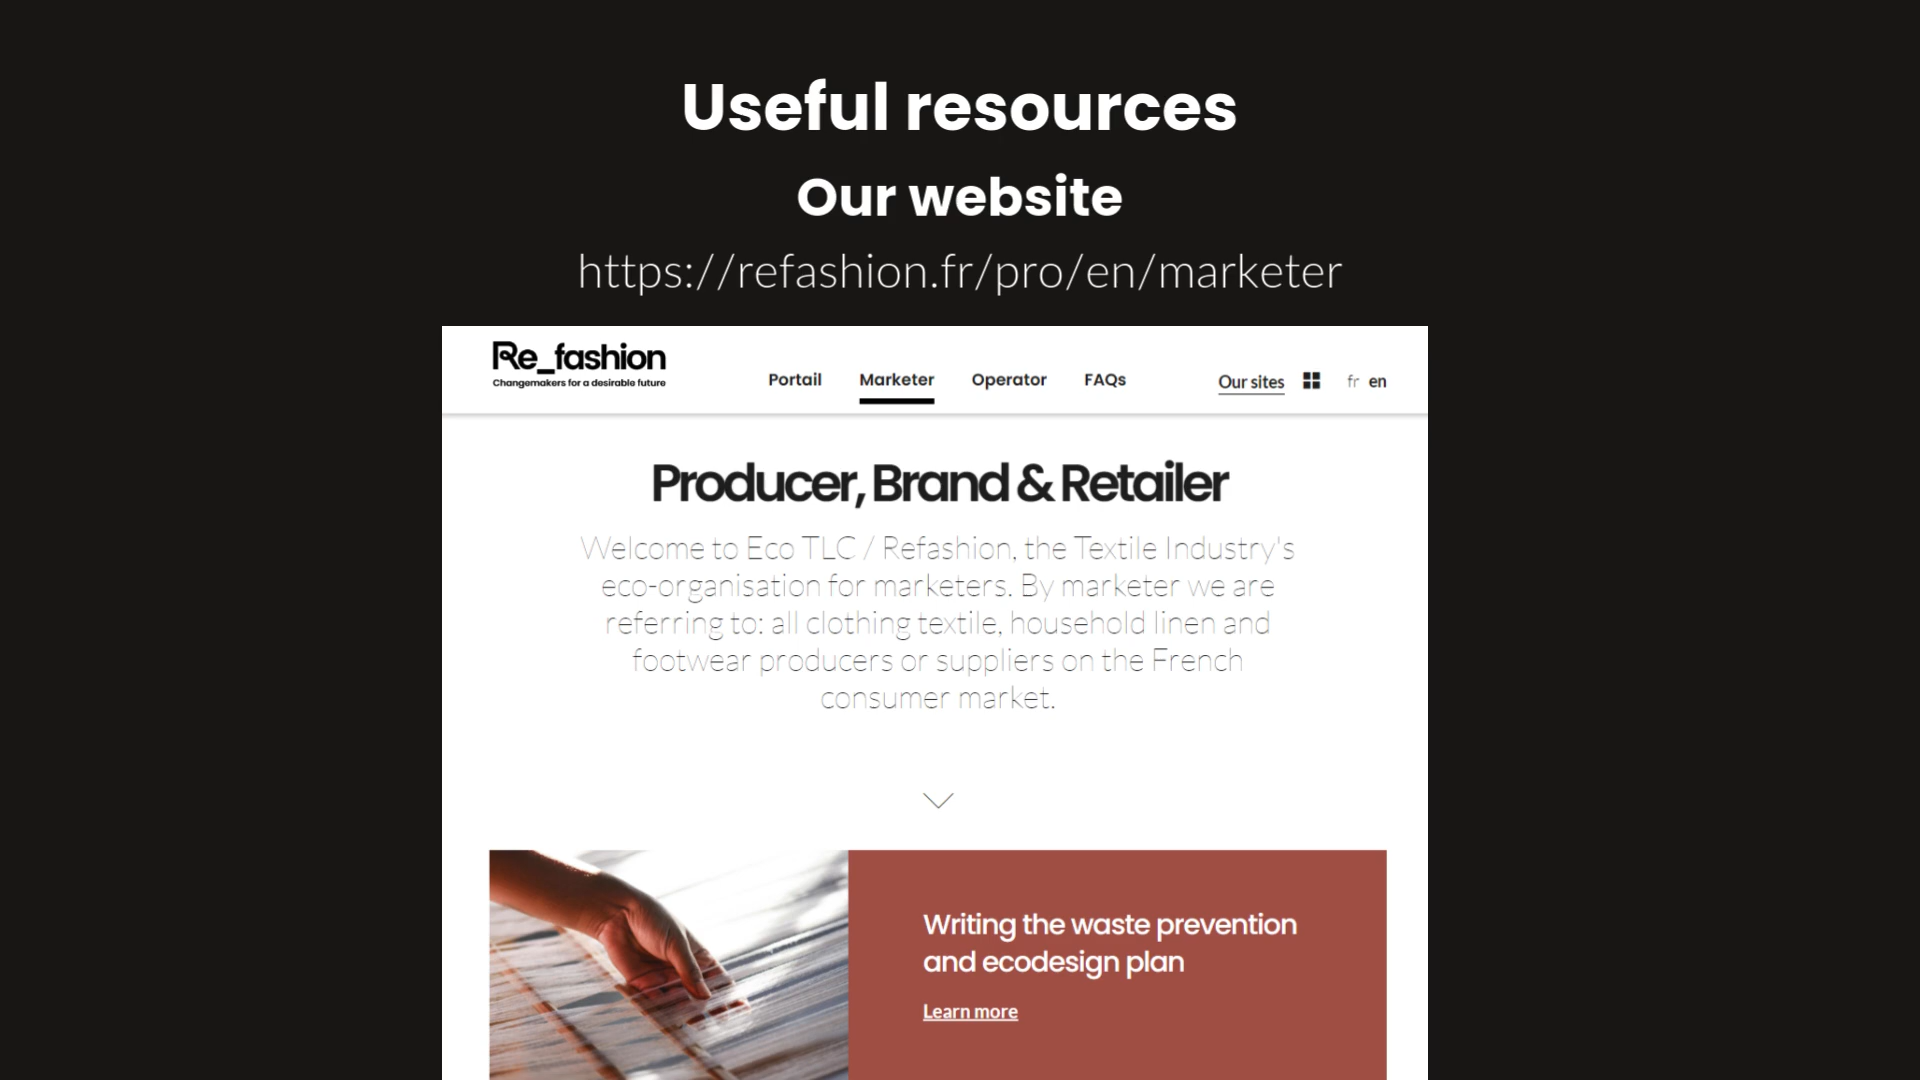 Useful resources
Our website
https://refashion.fr/pro/en/marketer
Re_fashion
Changemakers for a desirable future
Portail Marketer Operator FAQs Our sites fr en
Producer, Brand & Retailer
Welcome to Eco TLC / Refashion, the Textile Industry's
eco-organisation for marketers. By marketer we are
referring to: all clothing textile, household linen and
footwear producers or suppliers on the French
consumer market.
Writing the waste prevention
and ecodesign plan
Learn more